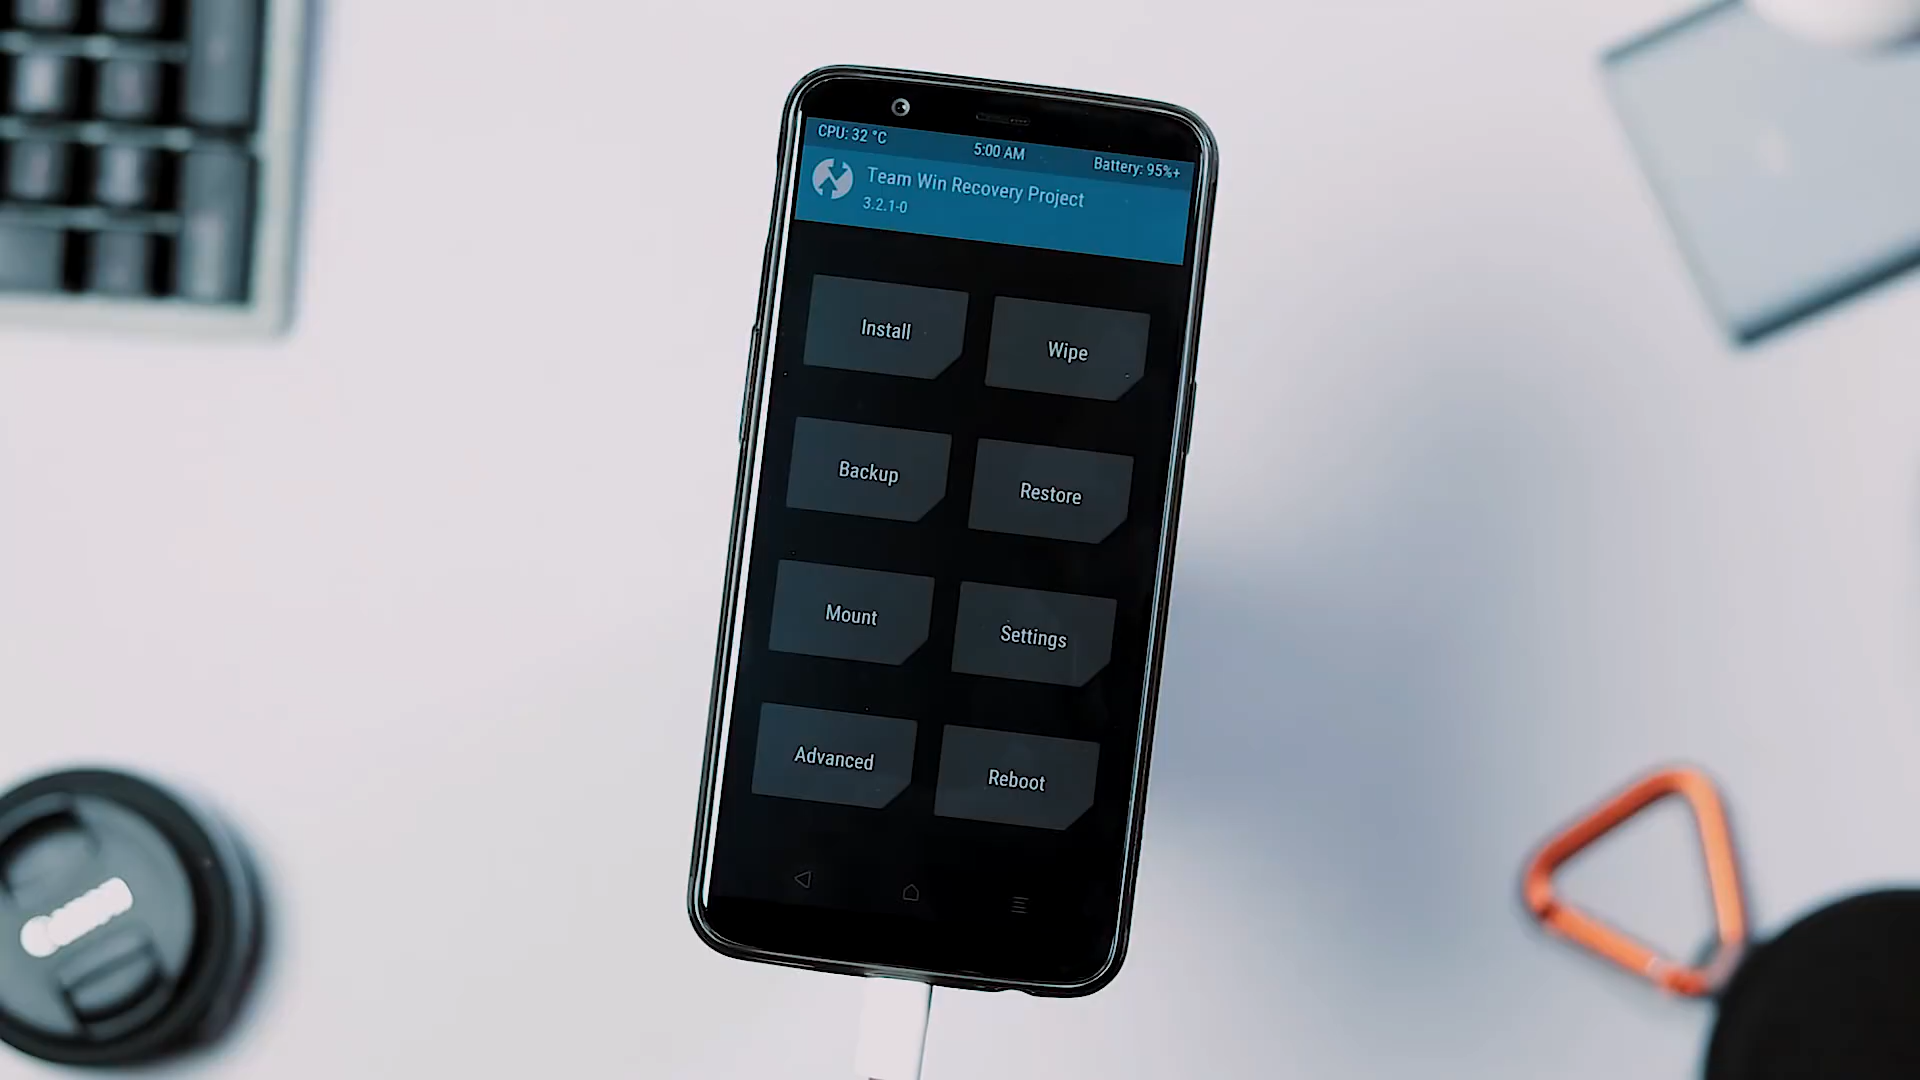 CPU: 32 °C
5:00 AM
Battery: 95%+
Team Win Recovery Project
3.2.1-0
Install
Wipe
Backup
Restore
Mount
Settings
Advanced
Reboot